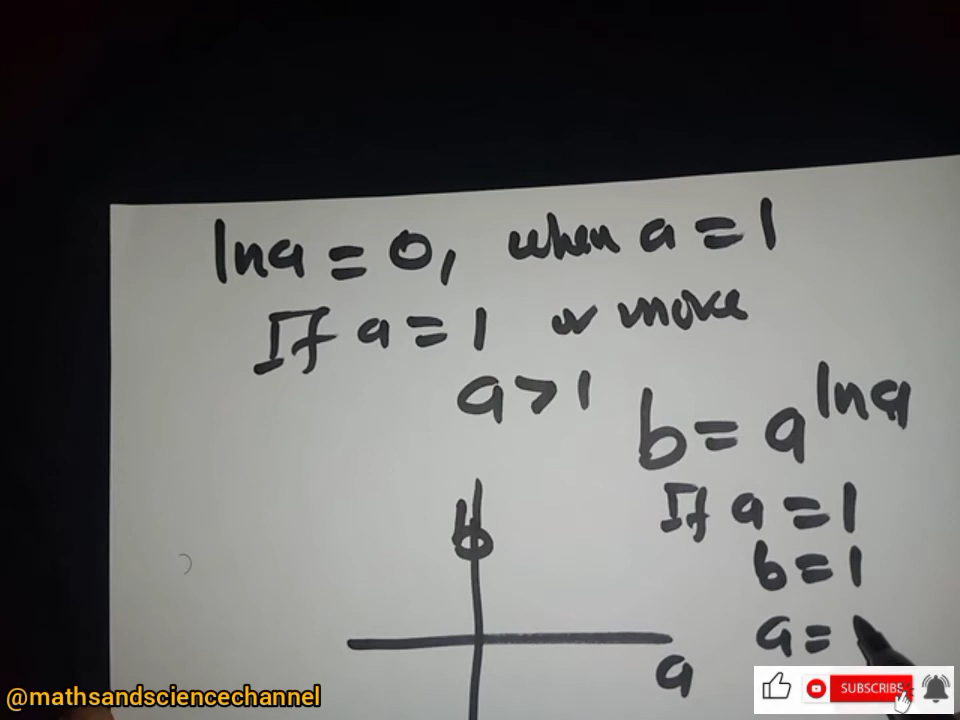 lna = 0, when a = 1
If a = 1 or more
a > 1
b = a^lna
If a = 1
b = 1
a =
b
a
@mathsandsciencechannel
SUBSCRIBE